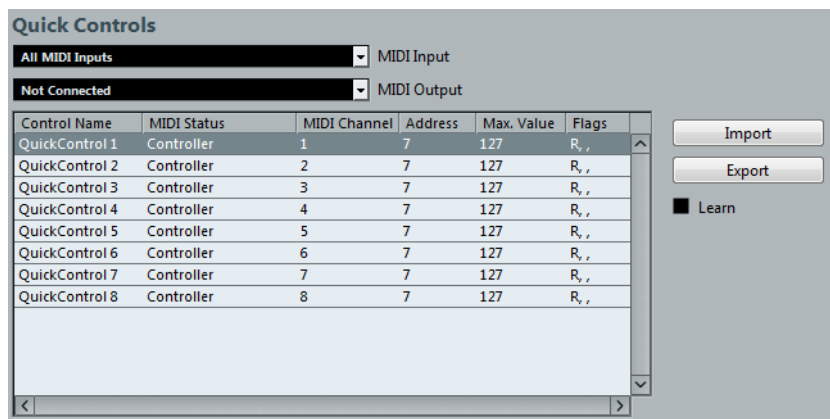 Quick Controls
All MIDI Inputs MIDI Input
Not Connected MIDI Output
Control Name MIDI Status MIDI Channel Address Max. Value Flags
QuickControl 1 Controller 1 7 127 R, ,
QuickControl 2 Controller 2 7 127 R, ,
QuickControl 3 Controller 3 7 127 R, ,
QuickControl 4 Controller 4 7 127 R, ,
QuickControl 5 Controller 5 7 127 R, ,
QuickControl 6 Controller 6 7 127 R, ,
QuickControl 7 Controller 7 7 127 R, ,
QuickControl 8 Controller 8 7 127 R, ,
Import
Export
Learn